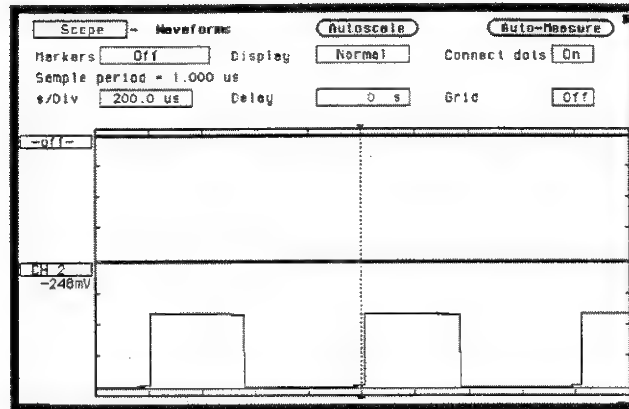 Scope - Waveforms Autoscale Auto-Measure
Markers Off Display Normal Connect dots On
Sample period = 1.000 us
s/Div 200.0 us Delay 0 s Grid Off
-off-
CH 2
-248mV